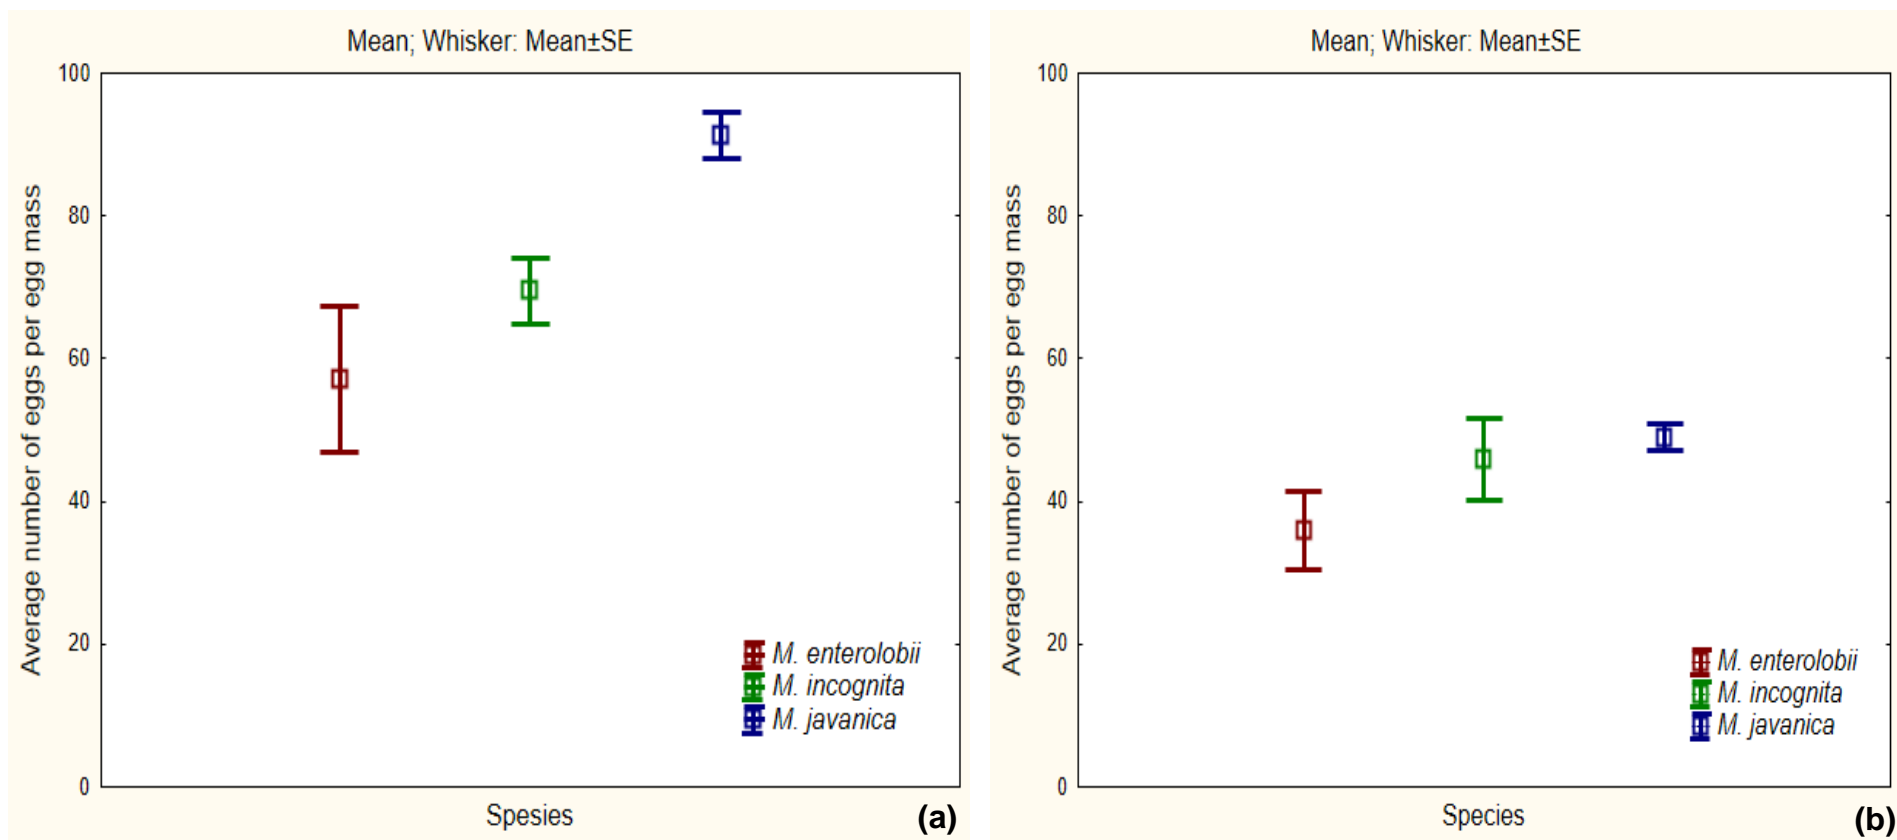 Mean; Whisker: Mean±SE
Average number of eggs per egg mass
100
80
60
40
20
0
M. enterolobii
M. incognita
M. javanica
Spesies
(a)
Mean; Whisker: Mean±SE
Average number of eggs per egg mass
100
80
60
40
20
0
M. enterolobii
M. incognita
M. javanica
Species
(b)